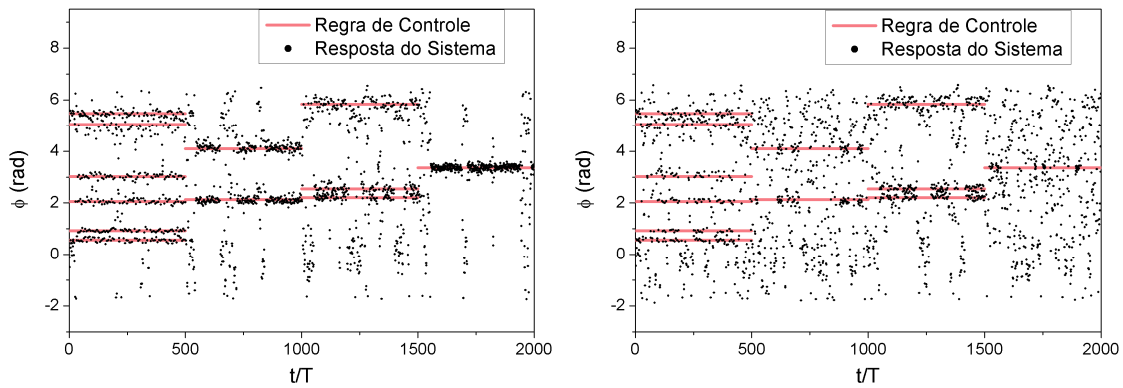 Regra de Controle
Resposta do Sistema
8
6
4
2
0
-2
ϕ (rad)
0 500 1000 1500 2000
t/T
Regra de Controle
Resposta do Sistema
8
6
4
2
0
-2
ϕ (rad)
0 500 1000 1500 2000
t/T